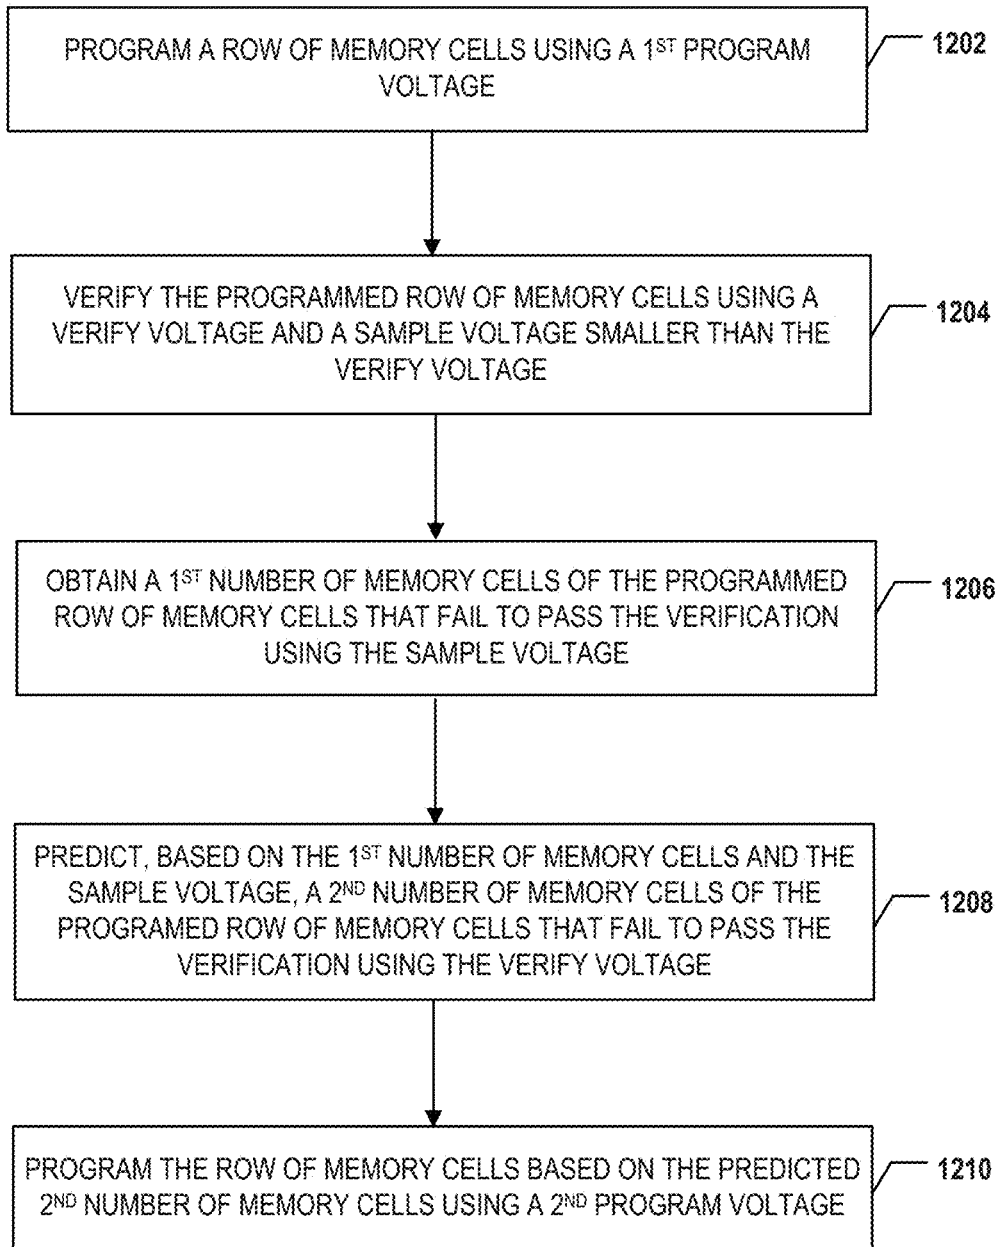 PROGRAM A ROW OF MEMORY CELLS USING A 1ST PROGRAM
VOLTAGE
1202
VERIFY THE PROGRAMMED ROW OF MEMORY CELLS USING A
VERIFY VOLTAGE AND A SAMPLE VOLTAGE SMALLER THAN THE
VERIFY VOLTAGE
1204
OBTAIN A 1ST NUMBER OF MEMORY CELLS OF THE PROGRAMMED
ROW OF MEMORY CELLS THAT FAIL TO PASS THE VERIFICATION
USING THE SAMPLE VOLTAGE
1206
PREDICT, BASED ON THE 1ST NUMBER OF MEMORY CELLS AND THE
SAMPLE VOLTAGE, A 2ND NUMBER OF MEMORY CELLS OF THE
PROGRAMED ROW OF MEMORY CELLS THAT FAIL TO PASS THE
VERIFICATION USING THE VERIFY VOLTAGE
1208
PROGRAM THE ROW OF MEMORY CELLS BASED ON THE PREDICTED
2ND NUMBER OF MEMORY CELLS USING A 2ND PROGRAM VOLTAGE
1210